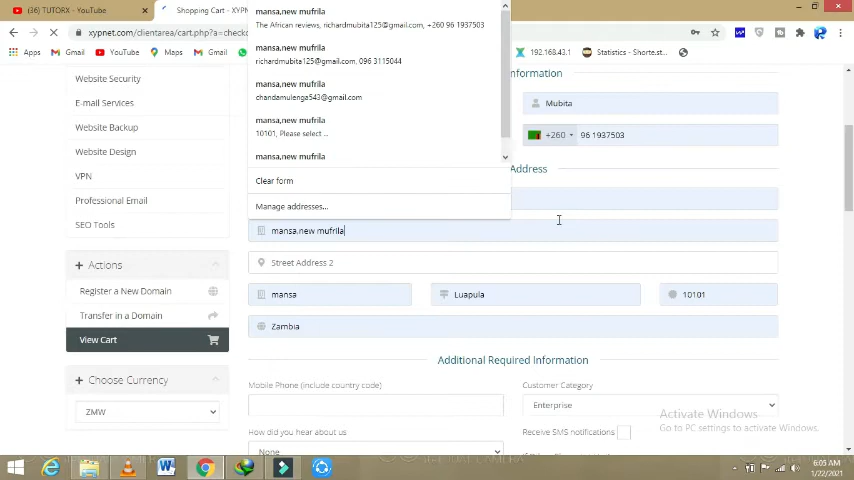 (36) TUTORX - YouTube
Shopping Cart - XYPN
xypnet.com/clientarea/cart.php?a=checko
Apps
Gmail
YouTube
Maps
Gmail
192.168.43.1
Statistics - Shorte.st...
mansa,new mufrila
The African reviews, richardmubita125@gmail.com, +260 96 1937503
mansa,new mufrila
richardmubita125@gmail.com, 096 3115044
mansa,new mufrila
chandamulenga543@gmail.com
mansa,new mufrila
10101, Please select ...
mansa,new mufrila
Clear form
Manage addresses...
Website Security
E-mail Services
Website Backup
Website Design
VPN
Professional Email
SEO Tools
Actions
Register a New Domain
Transfer in a Domain
View Cart
Choose Currency
ZMW
Information
Mubita
+260
96 1937503
Address
mansa,new mufrila
Street Address 2
mansa
Luapula
10101
Zambia
Additional Required Information
Mobile Phone (include country code)
Customer Category
Enterprise
How did you hear about us
Receive SMS notifications
None
Activate Windows
Go to PC settings to activate Windows.
6:05 AM
1/22/2021